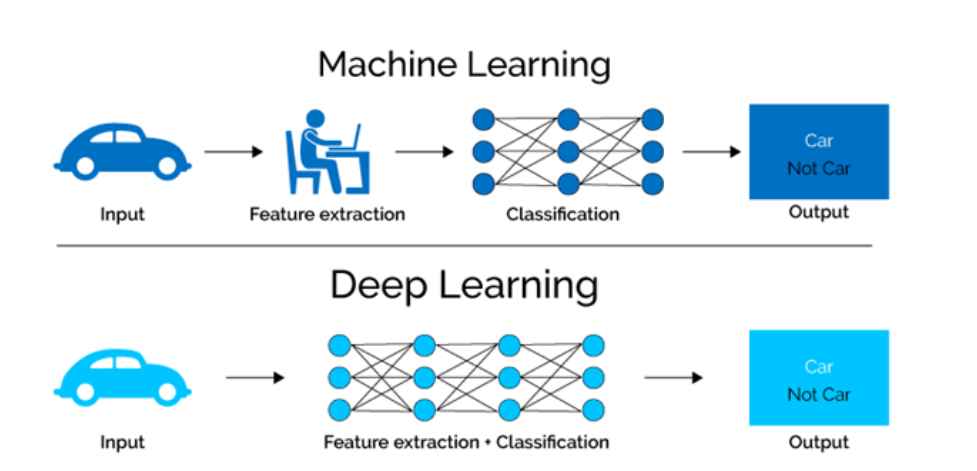 Machine Learning
Car
Not Car
Input
Feature extraction
Classification
Output
Deep Learning
Car
Not Car
Input
Feature extraction + Classification
Output